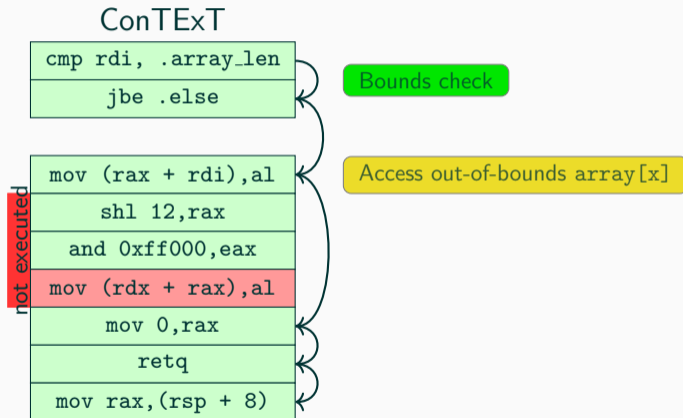 ConTExT
cmp rdi, .array_len
Bounds check
jbe .else
mov (rax + rdi),al
Access out-of-bounds array[x]
not executed
shl 12,rax
and 0xff000,eax
mov (rdx + rax),al
mov 0,rax
retq
mov rax,(rsp + 8)